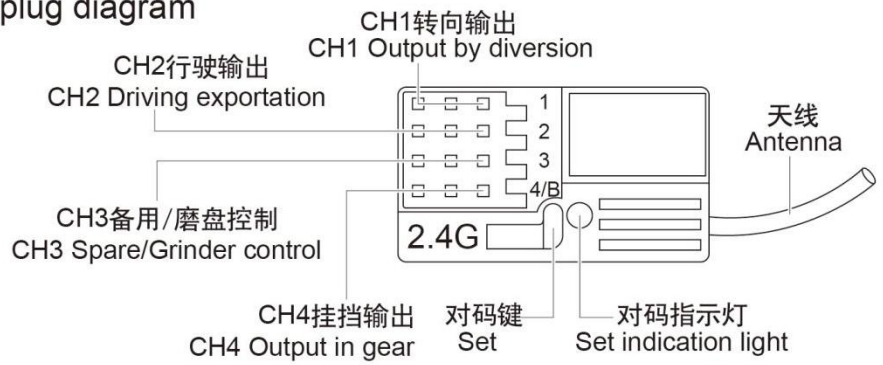 plug diagram
CH1转向输出
CH1 Output by diversion
CH2行驶输出
CH2 Driving exportation
1
2
3
4/B
天线
Antenna
CH3备用/磨盘控制
CH3 Spare/Grinder control
2.4G
CH4挂挡输出
CH4 Output in gear
对码键
Set
对码指示灯
Set indication light